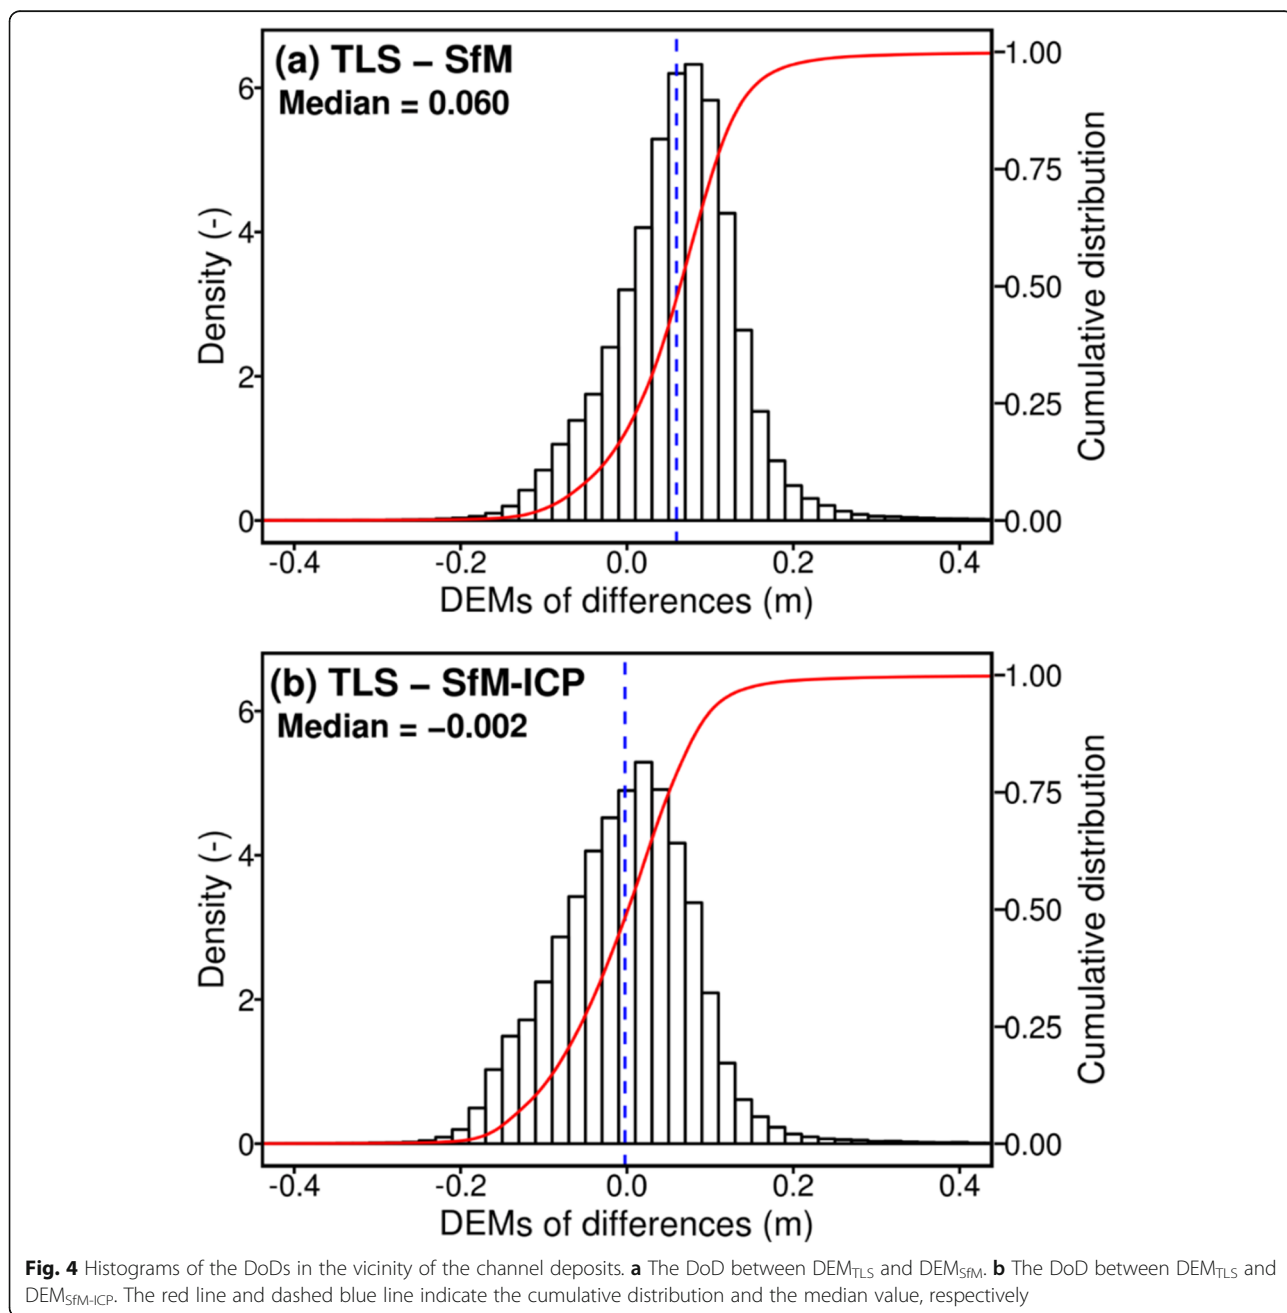 (a) TLS – SfM
Median = 0.060
6
4
2
0
Density (-)
1.00
0.75
0.50
0.25
0.00
Cumulative distribution
-0.4 -0.2 0.0 0.2 0.4
DEMs of differences (m)
(b) TLS – SfM-ICP
Median = −0.002
6
4
2
0
Density (-)
1.00
0.75
0.50
0.25
0.00
Cumulative distribution
-0.4 -0.2 0.0 0.2 0.4
DEMs of differences (m)
Fig. 4 Histograms of the DoDs in the vicinity of the channel deposits. a The DoD between DEMTLS and DEMSfM. b The DoD between DEMTLS and
DEMSfM-ICP. The red line and dashed blue line indicate the cumulative distribution and the median value, respectively